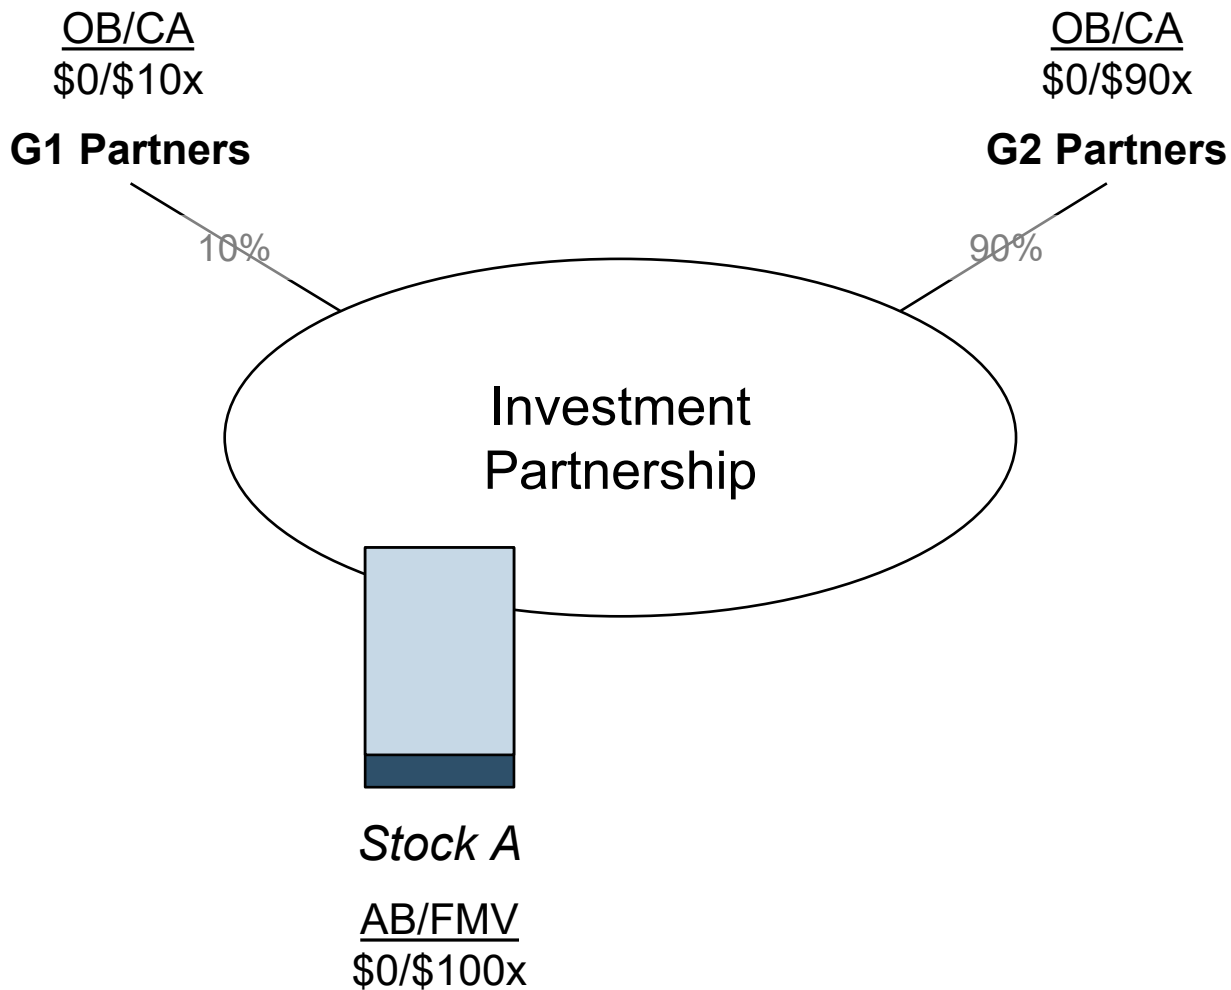 OB/CA
$0/$10x
G1 Partners
OB/CA
$0/$90x
G2 Partners
10%
90%
Investment
Partnership
Stock A
AB/FMV
$0/$100x